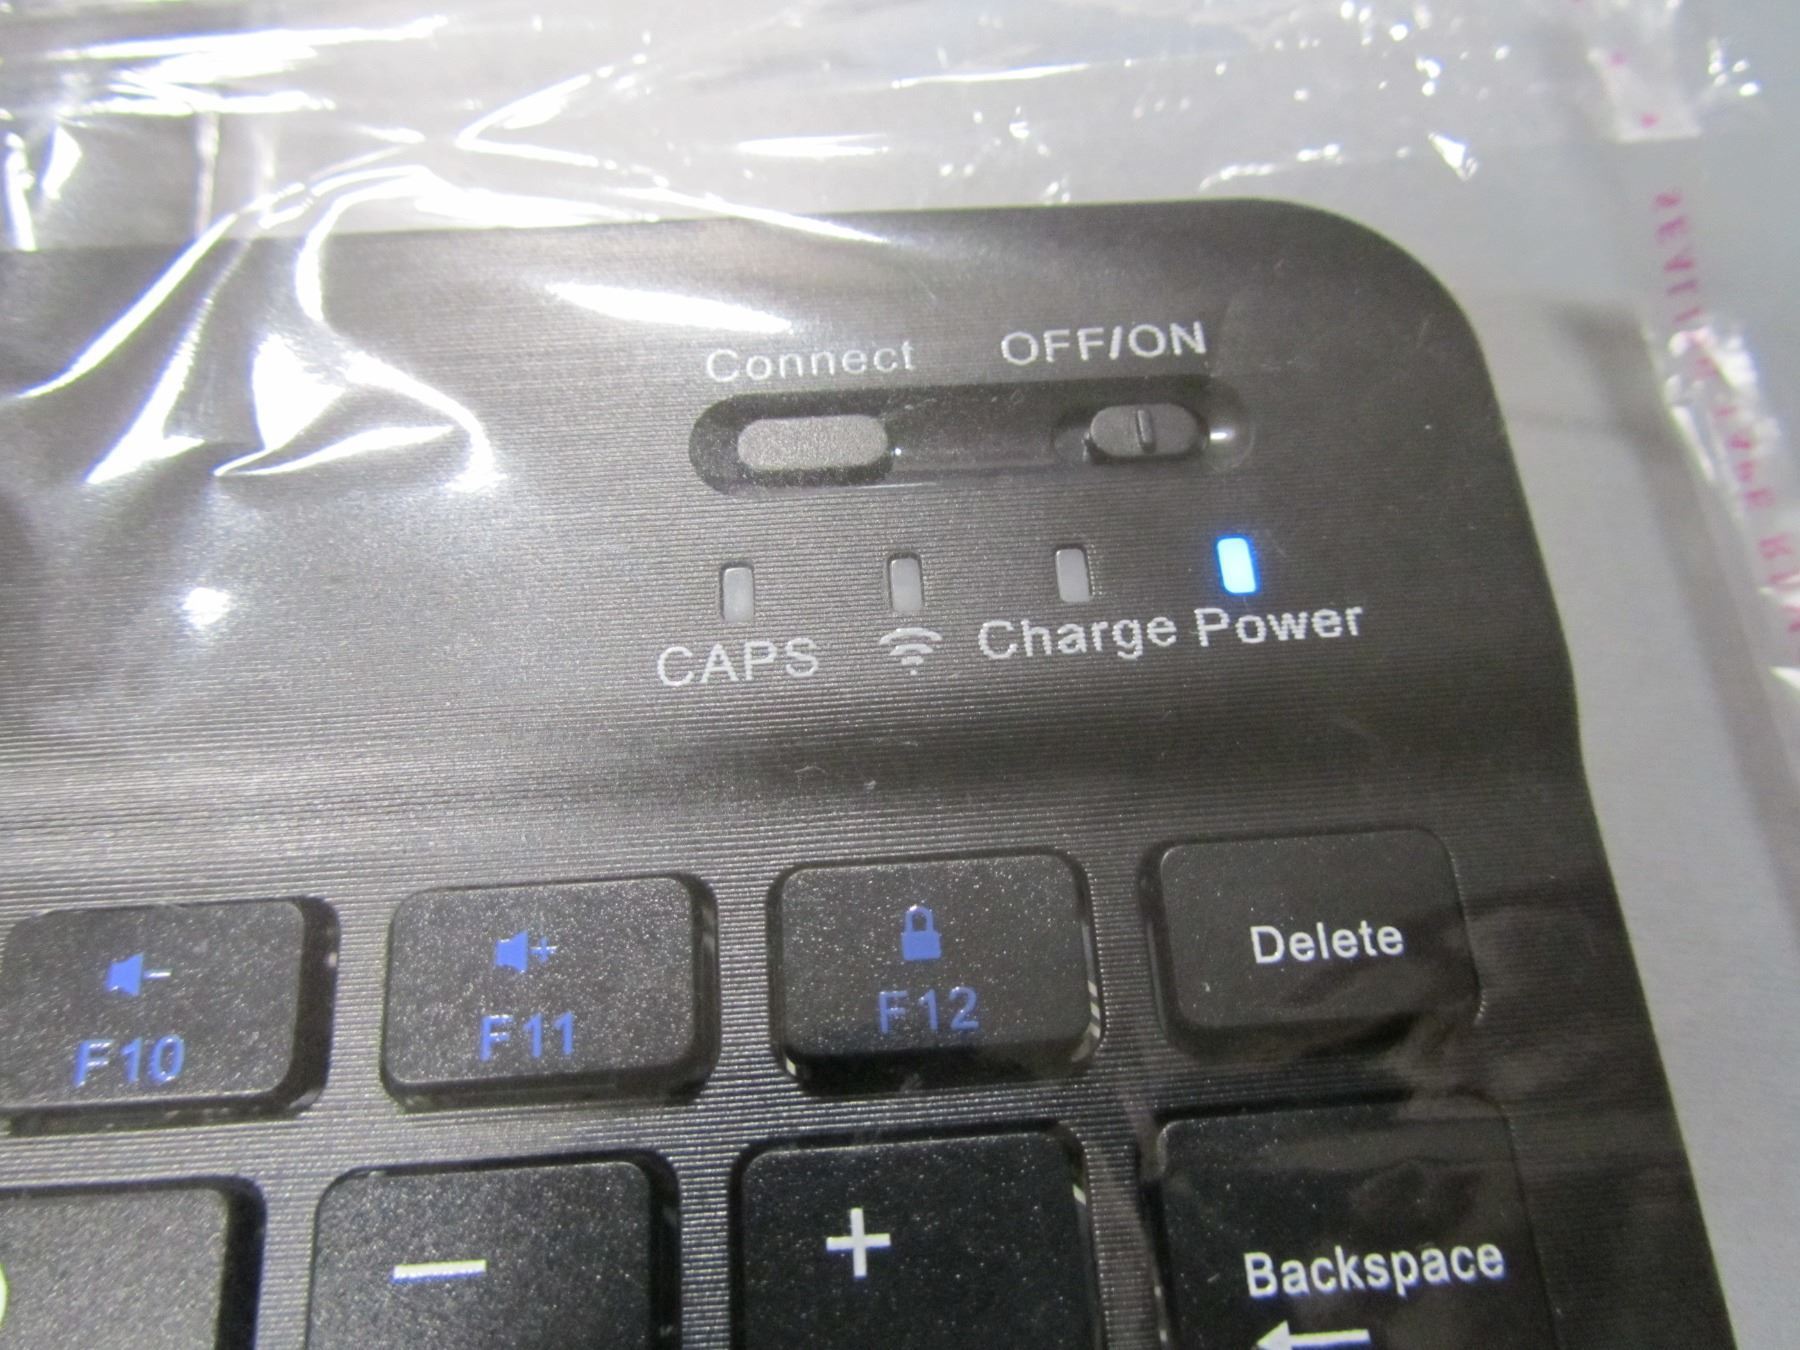 Connect OFF/ON
CAPS Charge Power
F10 F11 F12 Delete
- + Backspace